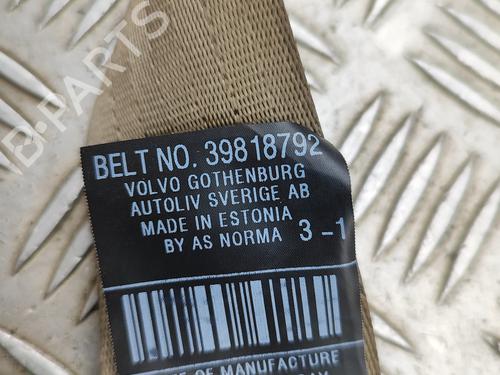 BELT NO. 39818792
VOLVO GOTHENBURG
AUTOLIV SVERIGE AB
MADE IN ESTONIA
BY AS NORMA 3-1
OF MANUFACTURE
B-PARTS